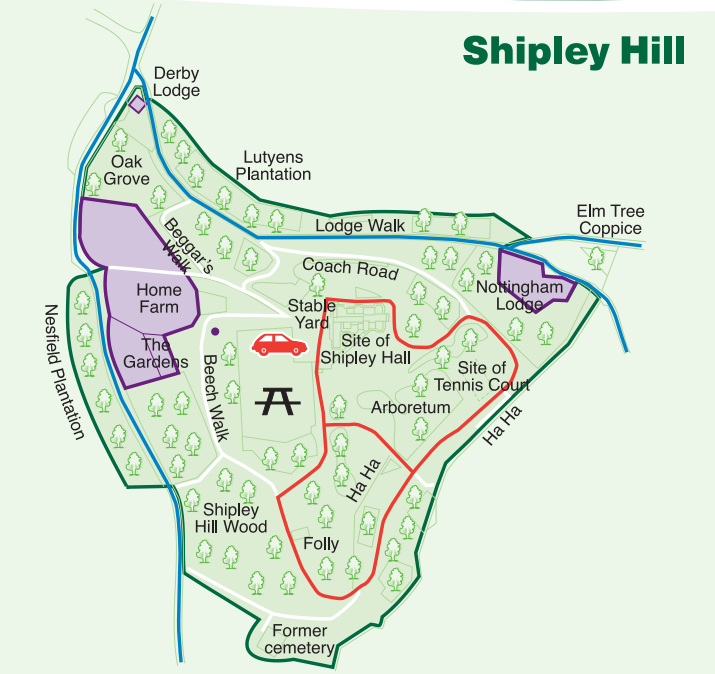 Shipley Hill
Derby
Lodge
Oak
Grove
Lutyens
Plantation
Elm Tree
Coppice
Lodge Walk
Beggar's
Walk
Coach Road
Nottingham
Lodge
Home
Farm
Stable
Yard
Site of
Shipley Hall
The
Gardens
Nesfield Plantation
Beech Walk
Site of
Tennis Court
Arboretum
Ha Ha
Ha Ha
Shipley
Hill Wood
Folly
Former
cemetery